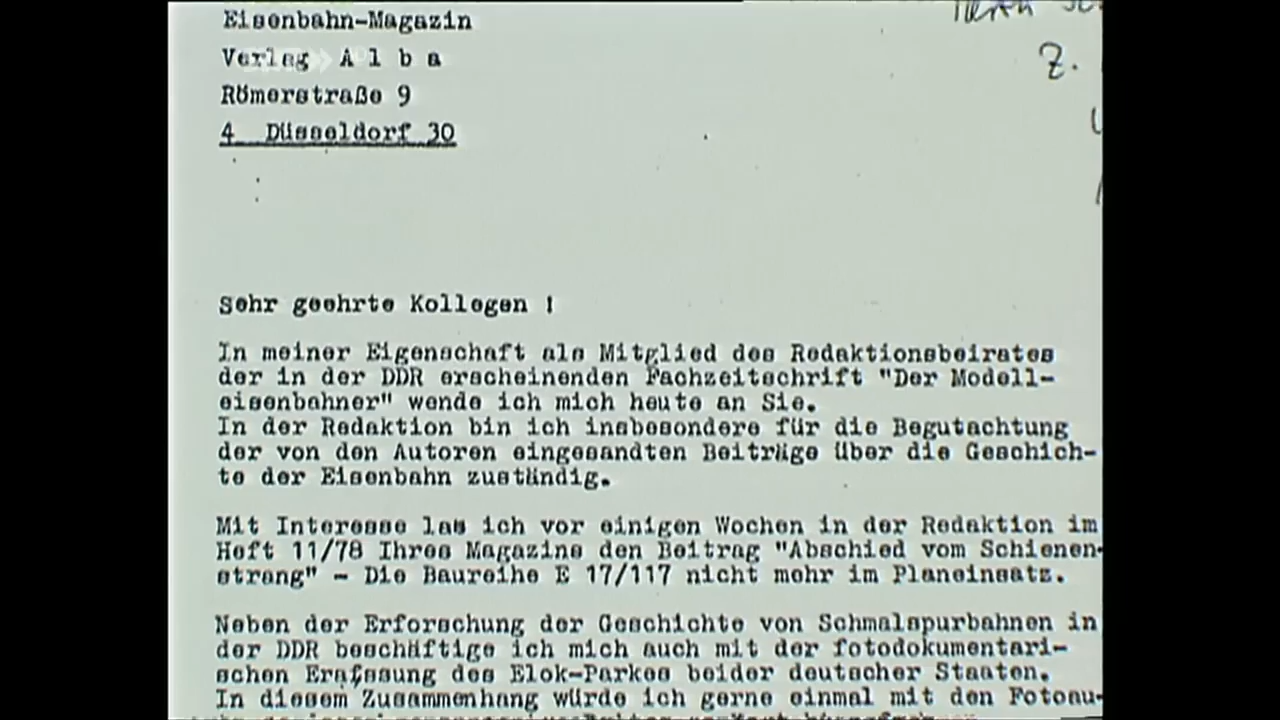 Eisenbahn-Magazin
Verlag A l b a
Römerstraße 9
4 Düsseldorf 30
Z.
Sehr geehrte Kollegen !
In meiner Eigenschaft als Mitglied des Redaktionsbeirates
der in der DDR erscheinenden Fachzeitschrift "Der Modell-
eisenbahner" wende ich mich heute an Sie.
In der Redaktion bin ich insbesondere für die Begutachtung
der von den Autoren eingesandten Beiträge über die Geschich-
te der Eisenbahn zuständig.
Mit Interesse las ich vor einigen Wochen in der Redaktion im
Heft 11/78 Ihres Magazins den Beitrag "Abschied vom Schienen-
strang" - Die Baureihe E 17/117 nicht mehr im Planeinsatz.
Neben der Erforschung der Geschichte von Schmalspurbahnen in
der DDR beschäftige ich mich auch mit der fotodokumentari-
schen Erafssung des Elok-Parkes beider deutscher Staaten.
In diesem Zusammenhang würde ich gerne einmal mit den Fotoau-